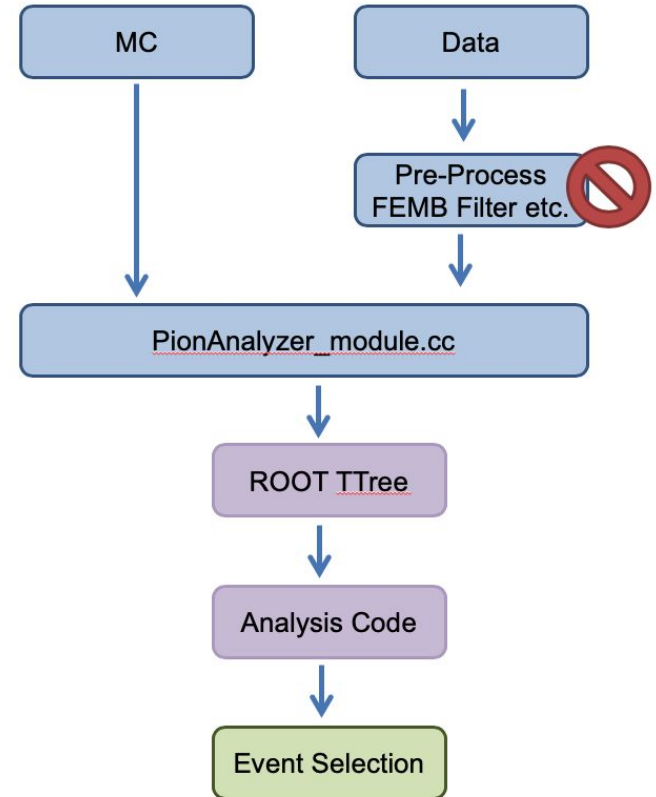 MC
Data
Pre-Process
FEMB Filter etc.
PionAnalyzer_module.cc
ROOT TTree
Analysis Code
Event Selection